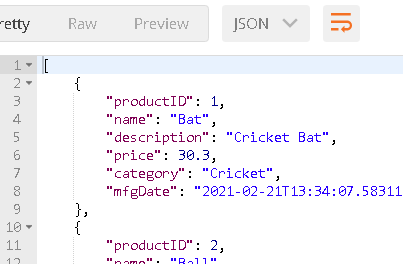 Pretty Raw Preview JSON
1 [
2 {
3 "productID": 1,
4 "name": "Bat",
5 "description": "Cricket Bat",
6 "price": 30.3,
7 "category": "Cricket",
8 "mfgDate": "2021-02-21T13:34:07.58311
9 },
10 {
11 "productID": 2,
12 "name": "Ball"